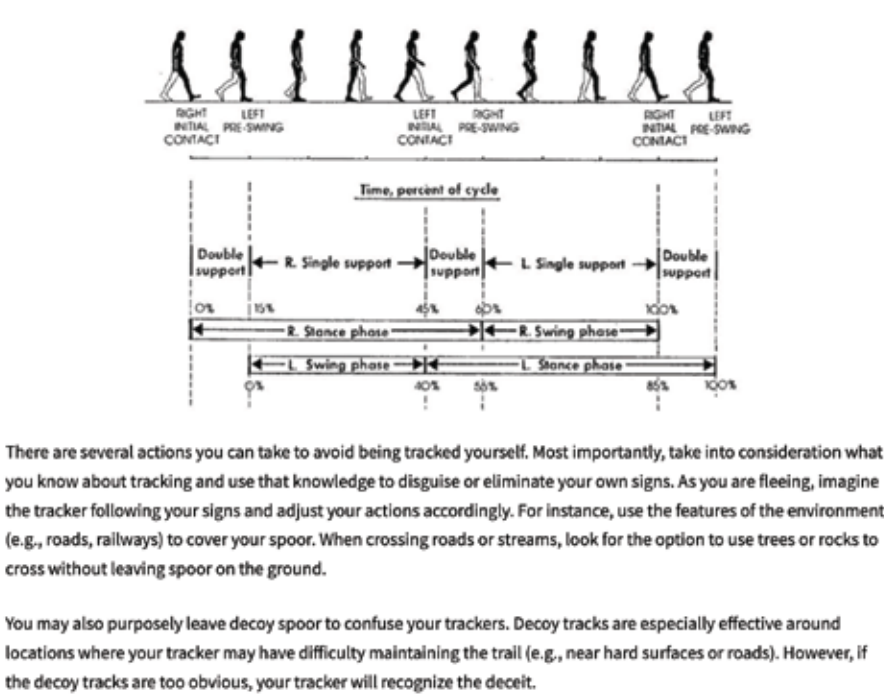 RIGHT INITIAL CONTACT
LEFT PRE-SWING
LEFT INITIAL CONTACT
RIGHT PRE-SWING
RIGHT INITIAL CONTACT
LEFT PRE-SWING
Time, percent of cycle
Double support
R. Single support
Double support
L. Single support
Double support
0% 15% 45% 60% 100%
R. Stance phase R. Swing phase
L. Swing phase L. Stance phase
0% 40% 55% 85% 100%
There are several actions you can take to avoid being tracked yourself. Most importantly, take into consideration what
you know about tracking and use that knowledge to disguise or eliminate your own signs. As you are fleeing, imagine
the tracker following your signs and adjust your actions accordingly. For instance, use the features of the environment
(e.g., roads, railways) to cover your spoor. When crossing roads or streams, look for the option to use trees or rocks to
cross without leaving spoor on the ground.
You may also purposely leave decoy spoor to confuse your trackers. Decoy tracks are especially effective around
locations where your tracker may have difficulty maintaining the trail (e.g., near hard surfaces or roads). However, if
the decoy tracks are too obvious, your tracker will recognize the deceit.